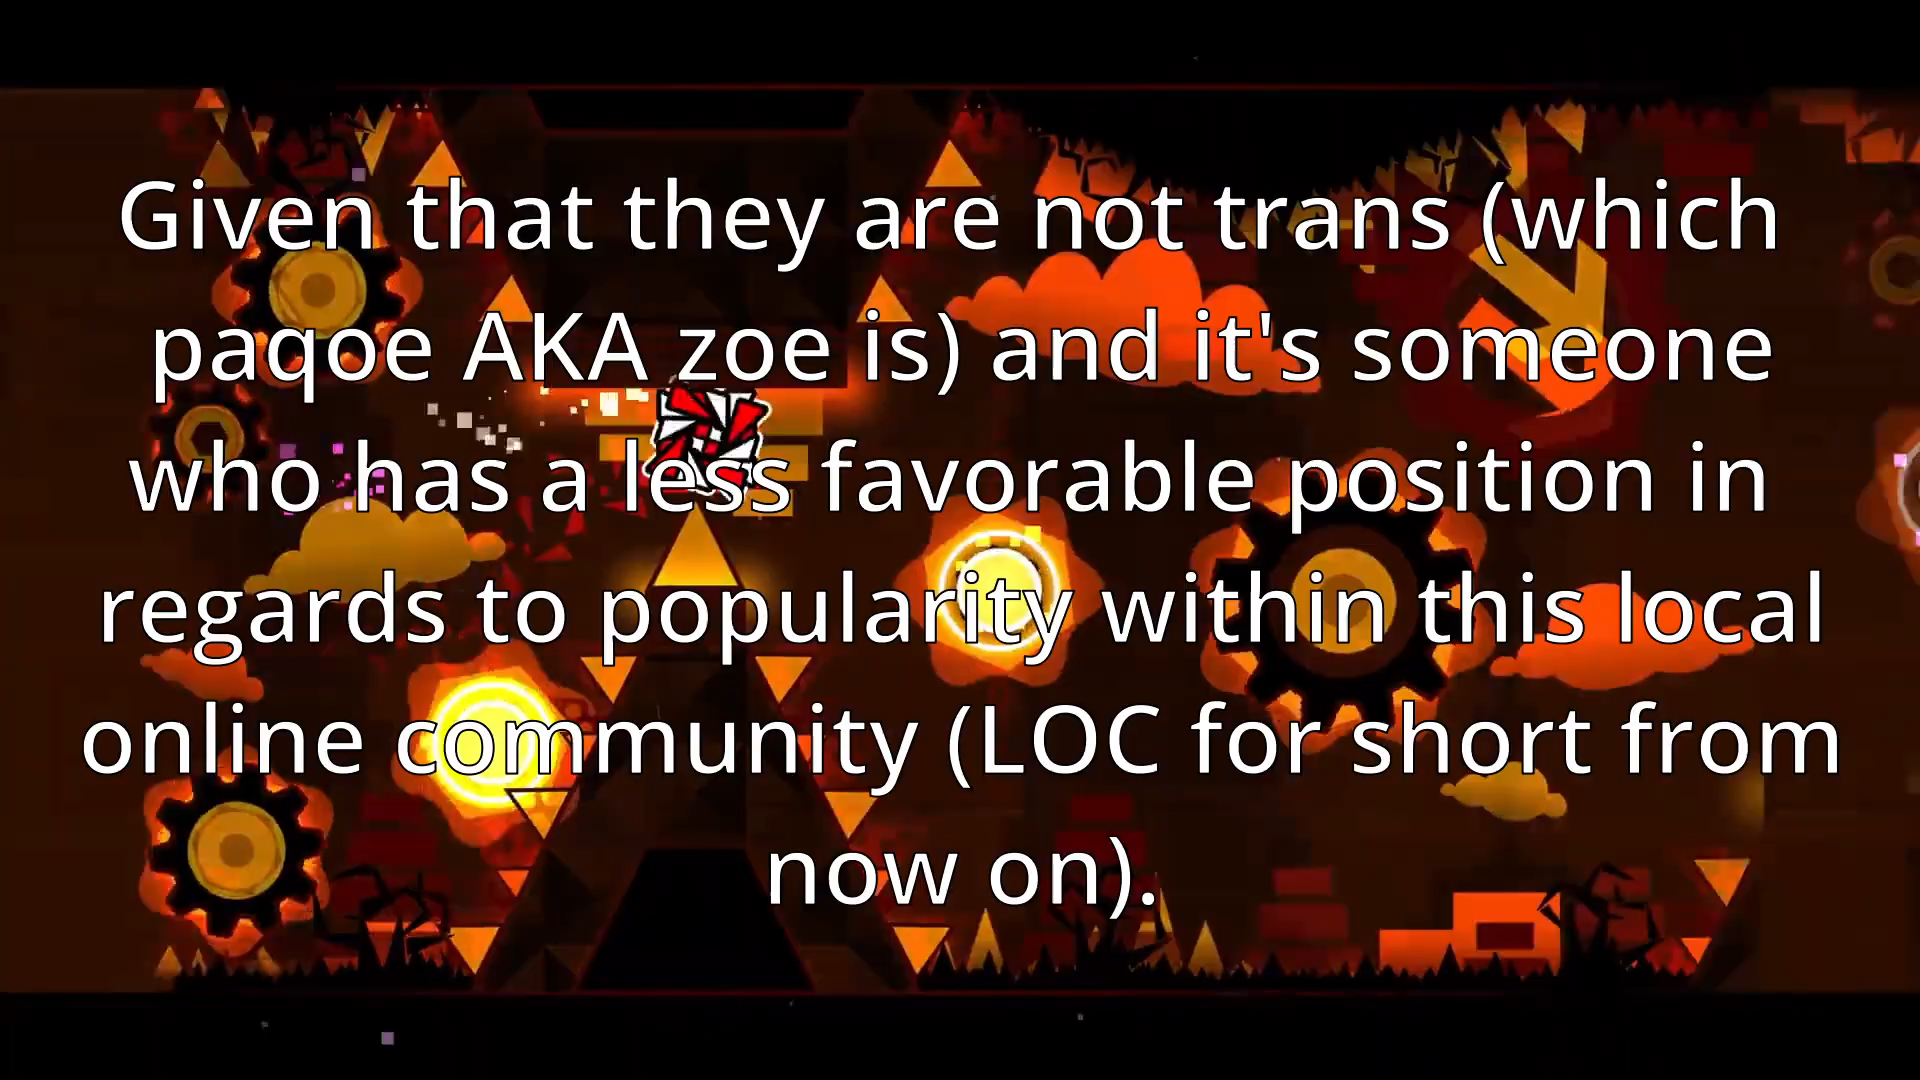 Given that they are not trans (which
paqoe AKA zoe is) and it's someone
who has a less favorable position in
regards to popularity within this local
online community (LOC for short from
now on).